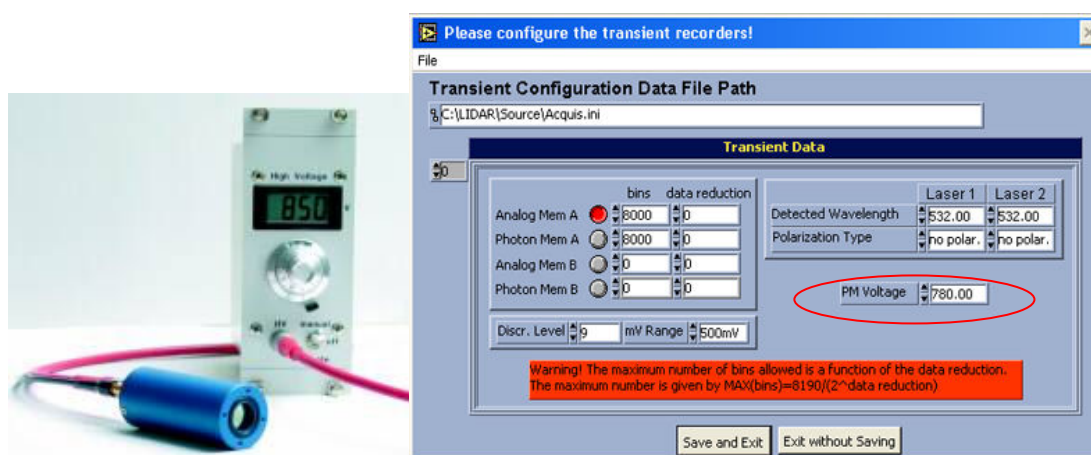 High Voltage
850
HV manual
off
Please configure the transient recorders!
File
Transient Configuration Data File Path
C:\LIDAR\Source\Acquis.ini
0
Transient Data
bins data reduction
Analog Mem A 8000 0
Photon Mem A 8000 0
Analog Mem B 0 0
Photon Mem B 0 0
Discr. Level 9 mV Range 500mV
Laser 1 Laser 2
Detected Wavelength 532.00 532.00
Polarization Type no polar. no polar.
PM Voltage 780.00
Warning! The maximum number of bins allowed is a function of the data reduction.
The maximum number is given by MAX(bins)=8190/(2^data reduction)
Save and Exit Exit without Saving